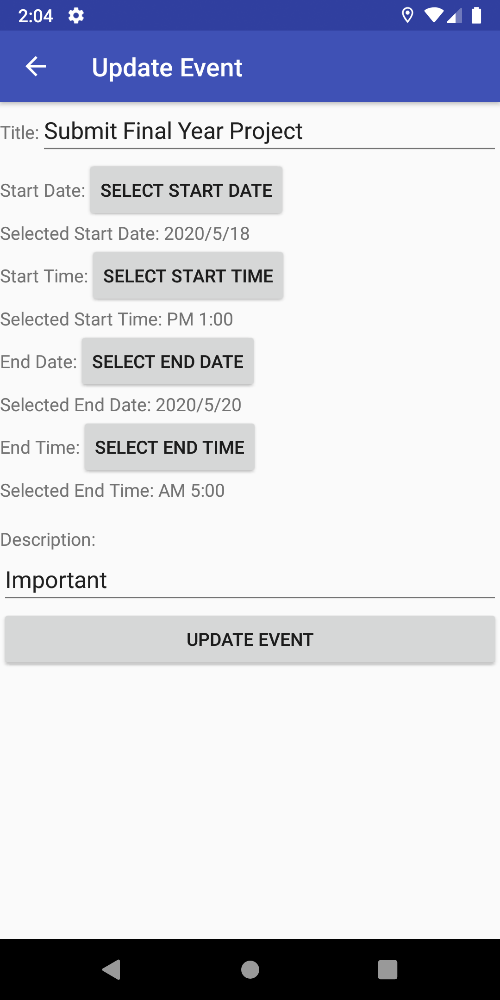 2:04
Update Event
Title: Submit Final Year Project
Start Date: SELECT START DATE
Selected Start Date: 2020/5/18
Start Time: SELECT START TIME
Selected Start Time: PM 1:00
End Date: SELECT END DATE
Selected End Date: 2020/5/20
End Time: SELECT END TIME
Selected End Time: AM 5:00
Description:
Important
UPDATE EVENT